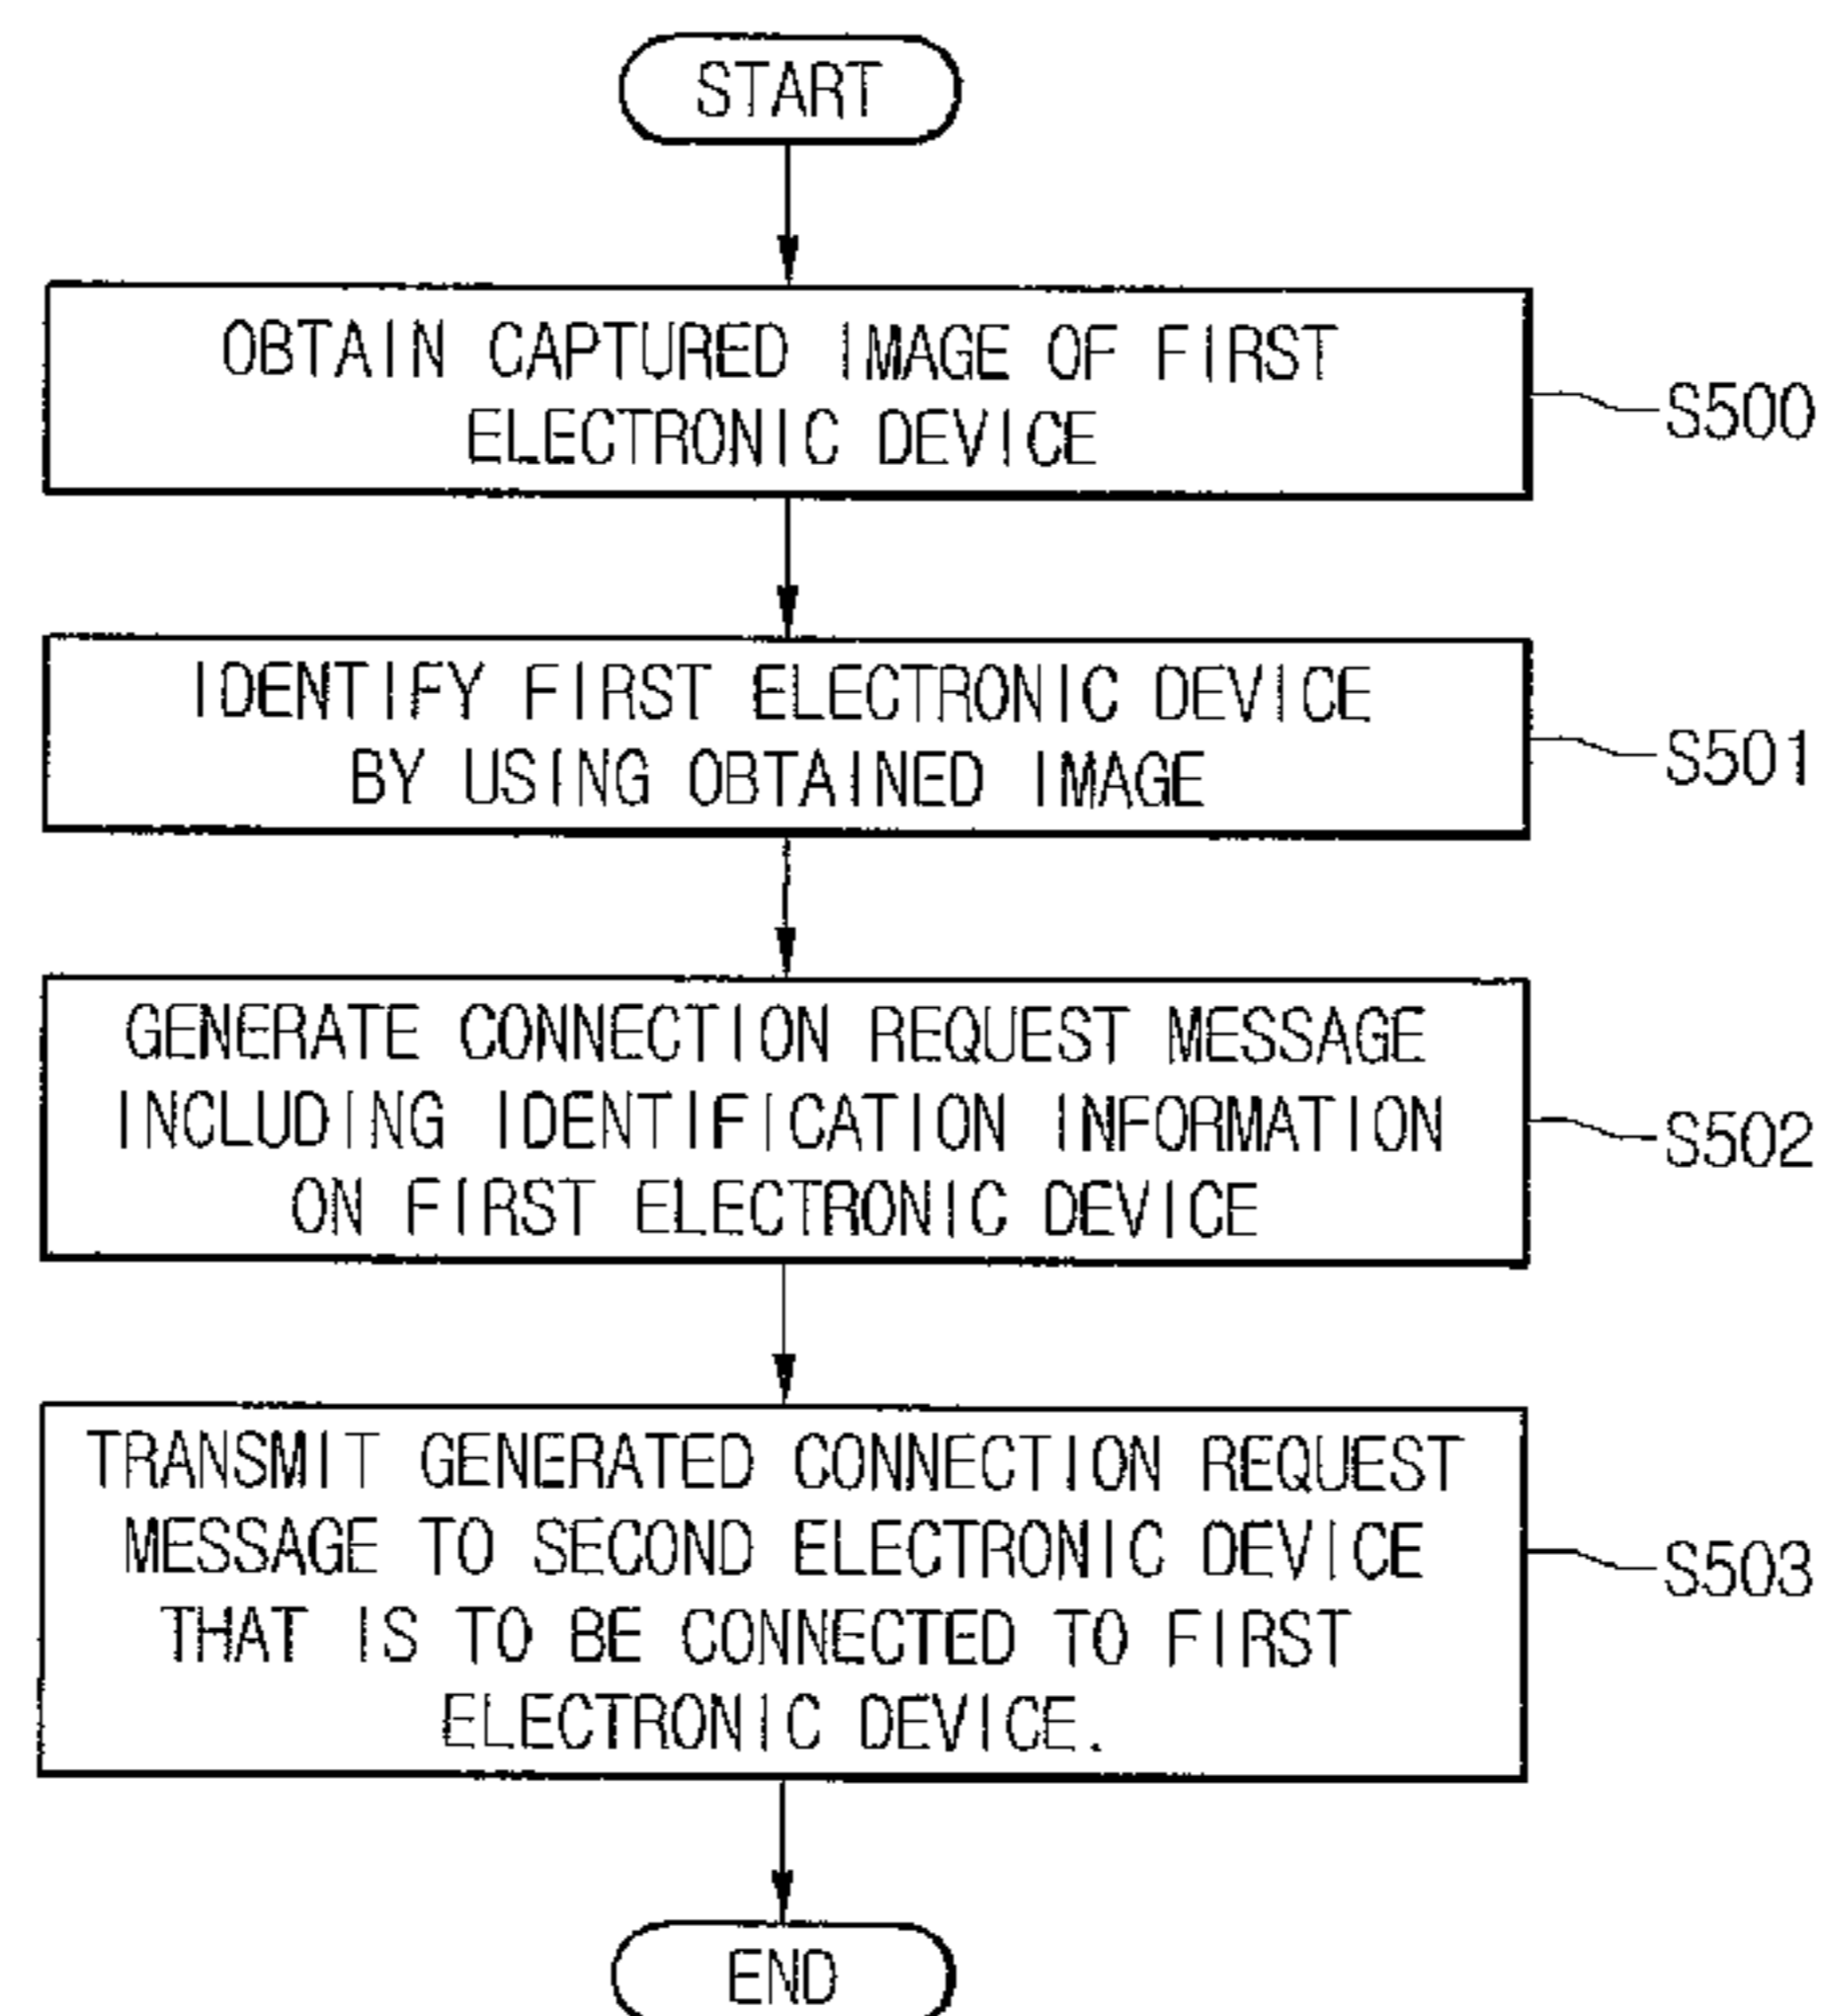 START
OBTAIN CAPTURED IMAGE OF FIRST
ELECTRONIC DEVICE
S500
IDENTIFY FIRST ELECTRONIC DEVICE
BY USING OBTAINED IMAGE
S501
GENERATE CONNECTION REQUEST MESSAGE
INCLUDING IDENTIFICATION INFORMATION
ON FIRST ELECTRONIC DEVICE
S502
TRANSMIT GENERATED CONNECTION REQUEST
MESSAGE TO SECOND ELECTRONIC DEVICE
THAT IS TO BE CONNECTED TO FIRST
ELECTRONIC DEVICE.
S503
END